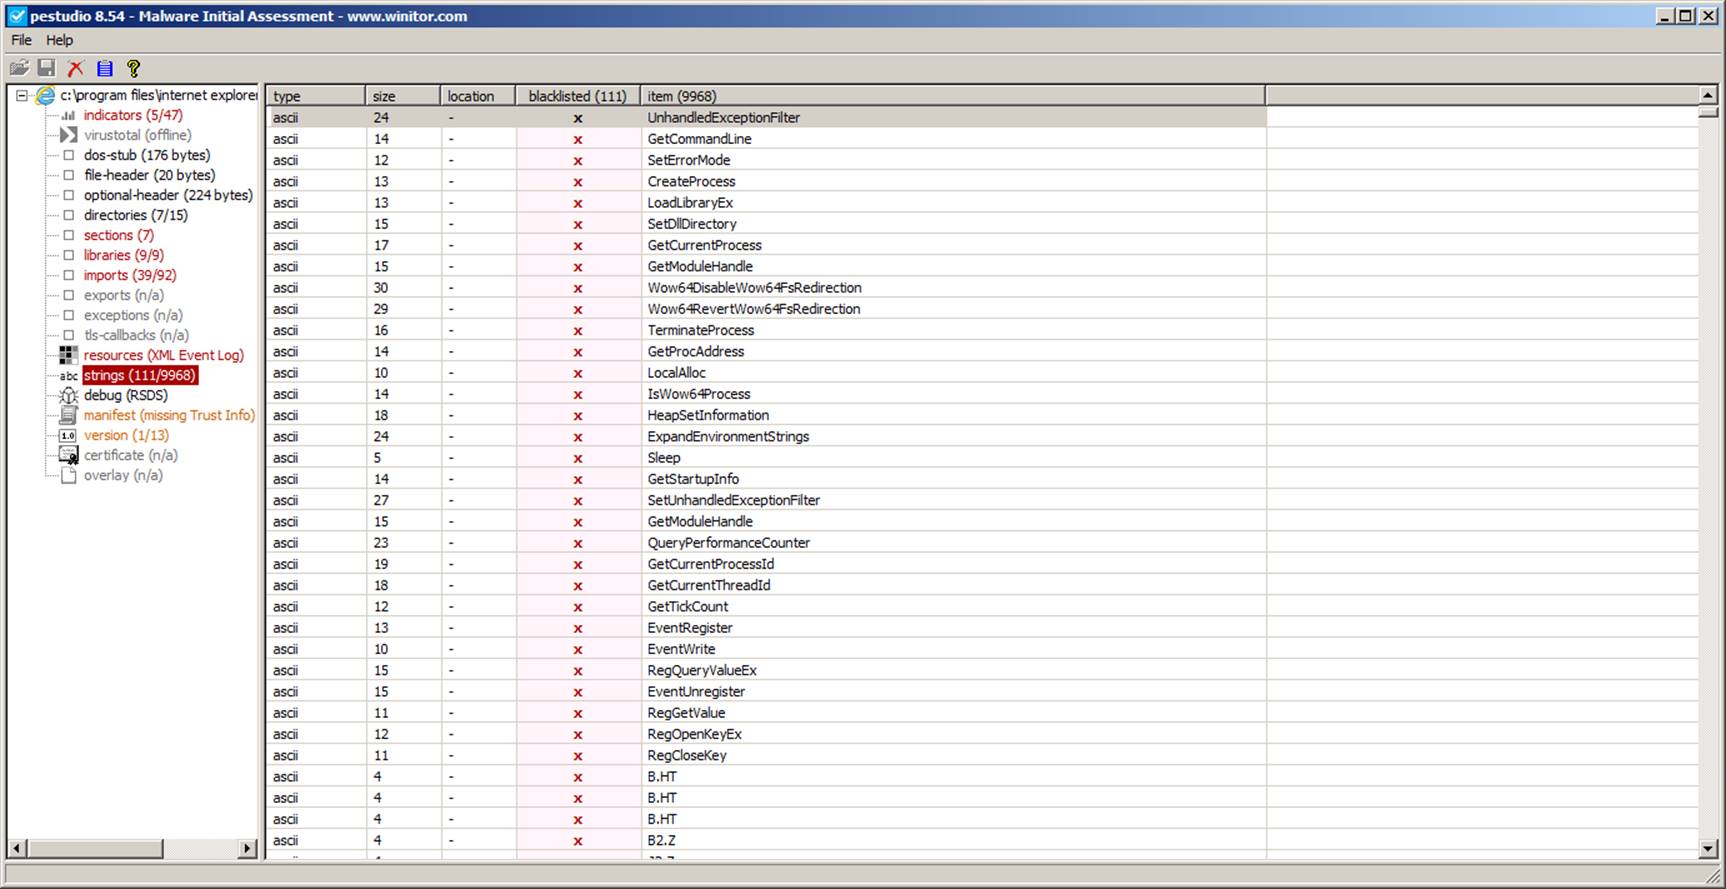 pestudio 8.54 - Malware Initial Assessment - www.winitor.com
File Help
c:\program files\internet explorer
indicators (5/47)
virustotal (offline)
dos-stub (176 bytes)
file-header (20 bytes)
optional-header (224 bytes)
directories (7/15)
sections (7)
libraries (9/9)
imports (39/92)
exports (n/a)
exceptions (n/a)
tls-callbacks (n/a)
resources (XML Event Log)
abc strings (111/9968)
debug (RSDS)
manifest (missing Trust Info)
1.0 version (1/13)
certificate (n/a)
overlay (n/a)
type size location blacklisted (111) item (9968)
ascii 24 - x UnhandledExceptionFilter
ascii 14 - x GetCommandLine
ascii 12 - x SetErrorMode
ascii 13 - x CreateProcess
ascii 13 - x LoadLibraryEx
ascii 15 - x SetDllDirectory
ascii 17 - x GetCurrentProcess
ascii 15 - x GetModuleHandle
ascii 30 - x Wow64DisableWow64FsRedirection
ascii 29 - x Wow64RevertWow64FsRedirection
ascii 16 - x TerminateProcess
ascii 14 - x GetProcAddress
ascii 10 - x LocalAlloc
ascii 14 - x IsWow64Process
ascii 18 - x HeapSetInformation
ascii 24 - x ExpandEnvironmentStrings
ascii 5 - x Sleep
ascii 14 - x GetStartupInfo
ascii 27 - x SetUnhandledExceptionFilter
ascii 15 - x GetModuleHandle
ascii 23 - x QueryPerformanceCounter
ascii 19 - x GetCurrentProcessId
ascii 18 - x GetCurrentThreadId
ascii 12 - x GetTickCount
ascii 13 - x EventRegister
ascii 10 - x EventWrite
ascii 15 - x RegQueryValueEx
ascii 15 - x EventUnregister
ascii 11 - x RegGetValue
ascii 12 - x RegOpenKeyEx
ascii 11 - x RegCloseKey
ascii 4 - x B.HT
ascii 4 - x B.HT
ascii 4 - x B.HT
ascii 4 - x B2.Z